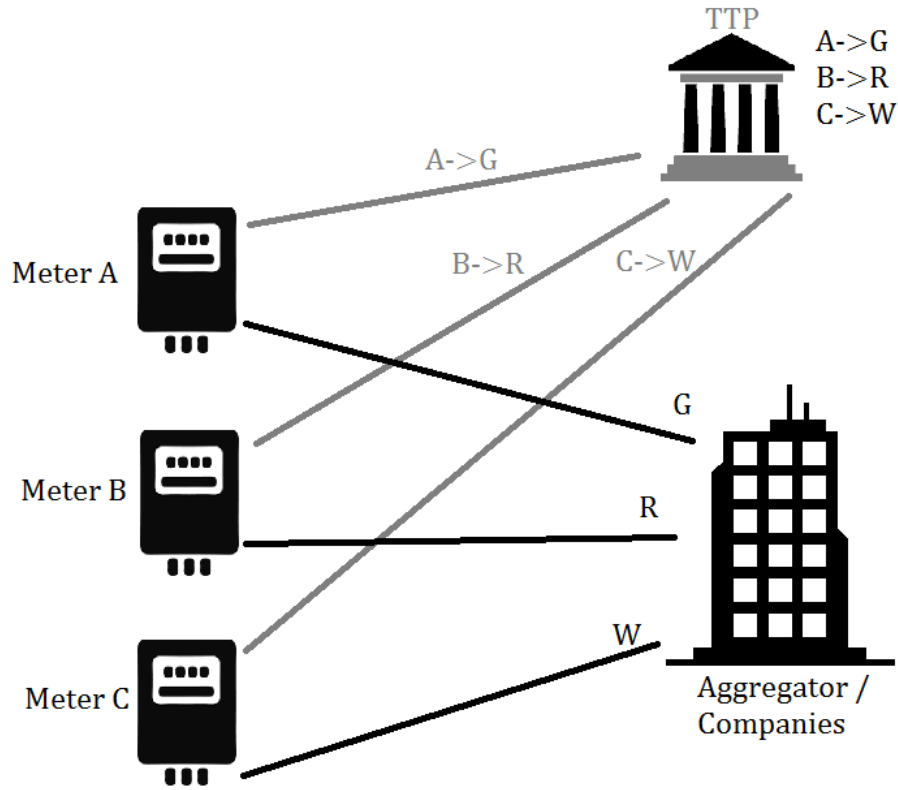 TTP
A->G
B->R
C->W
A->G
B->R
C->W
Meter A
G
Meter B
R
W
Meter C
Aggregator /
Companies